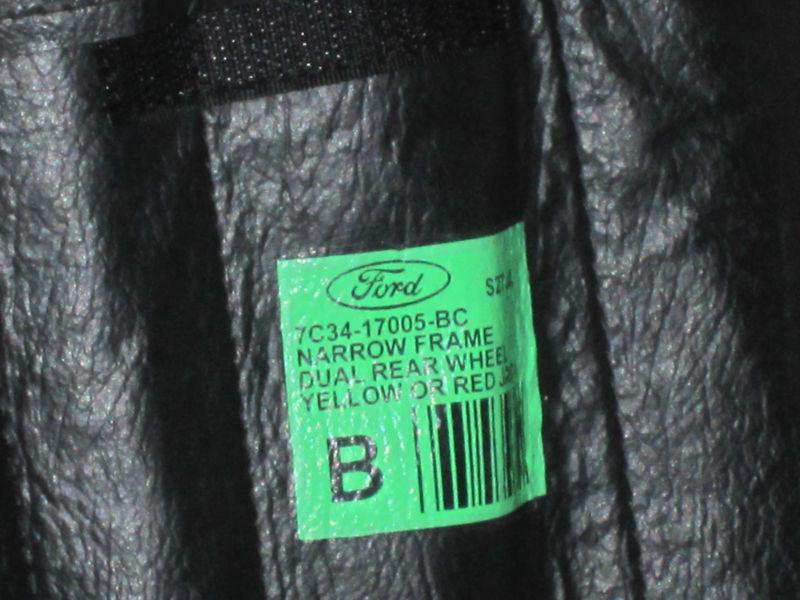 Ford
7C34-17005-BC
NARROW FRAME
DUAL REAR WHEEL
YELLOW OR RED
B